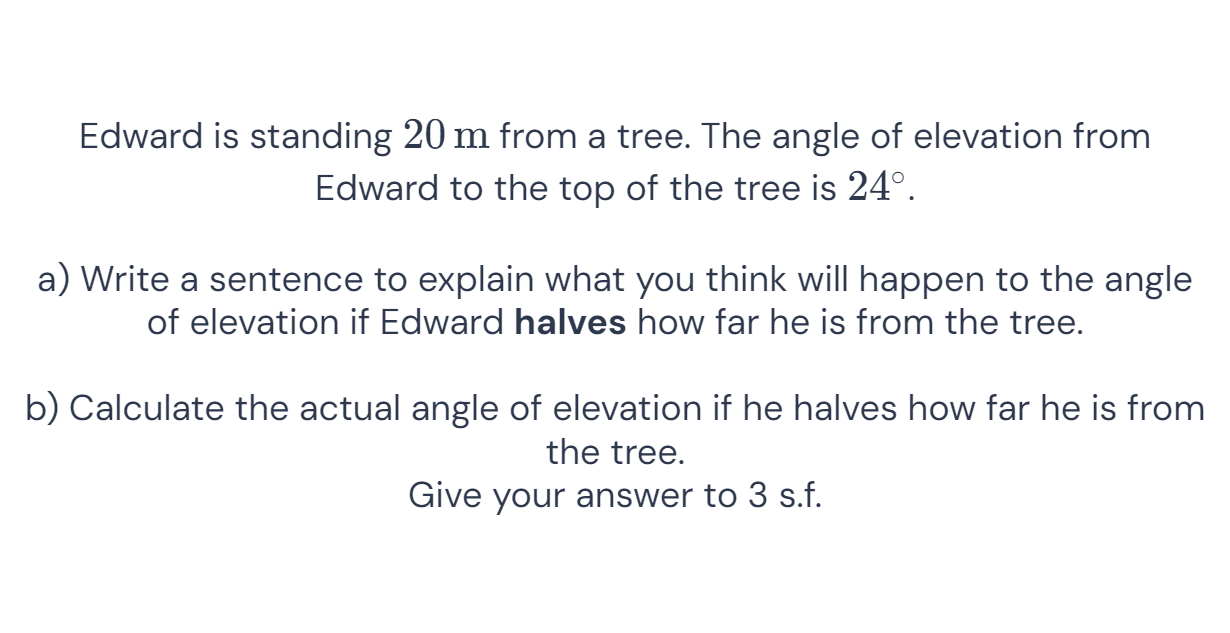 Edward is standing 20 m from a tree. The angle of elevation from
Edward to the top of the tree is 24°.
a) Write a sentence to explain what you think will happen to the angle
of elevation if Edward halves how far he is from the tree.
b) Calculate the actual angle of elevation if he halves how far he is from
the tree.
Give your answer to 3 s.f.